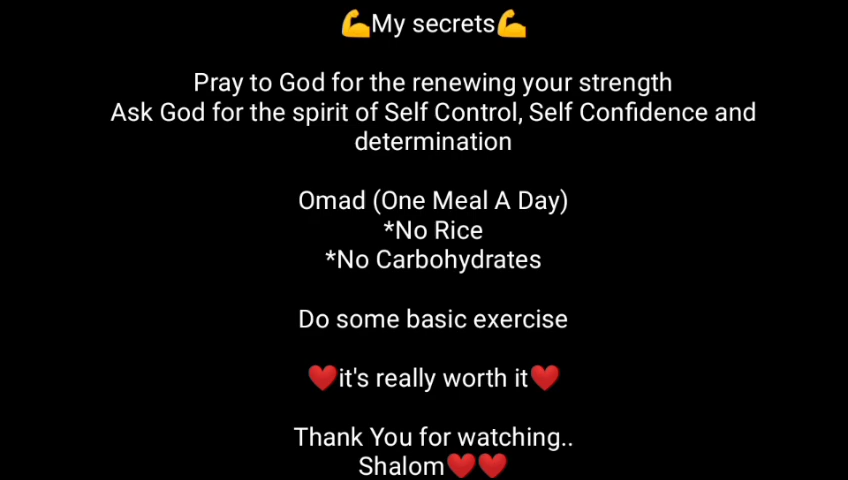 💪My secrets💪
Pray to God for the renewing your strength
Ask God for the spirit of Self Control, Self Confidence and
determination
Omad (One Meal A Day)
*No Rice
*No Carbohydrates
Do some basic exercise
❤️it's really worth it❤️
Thank You for watching..
Shalom❤️❤️